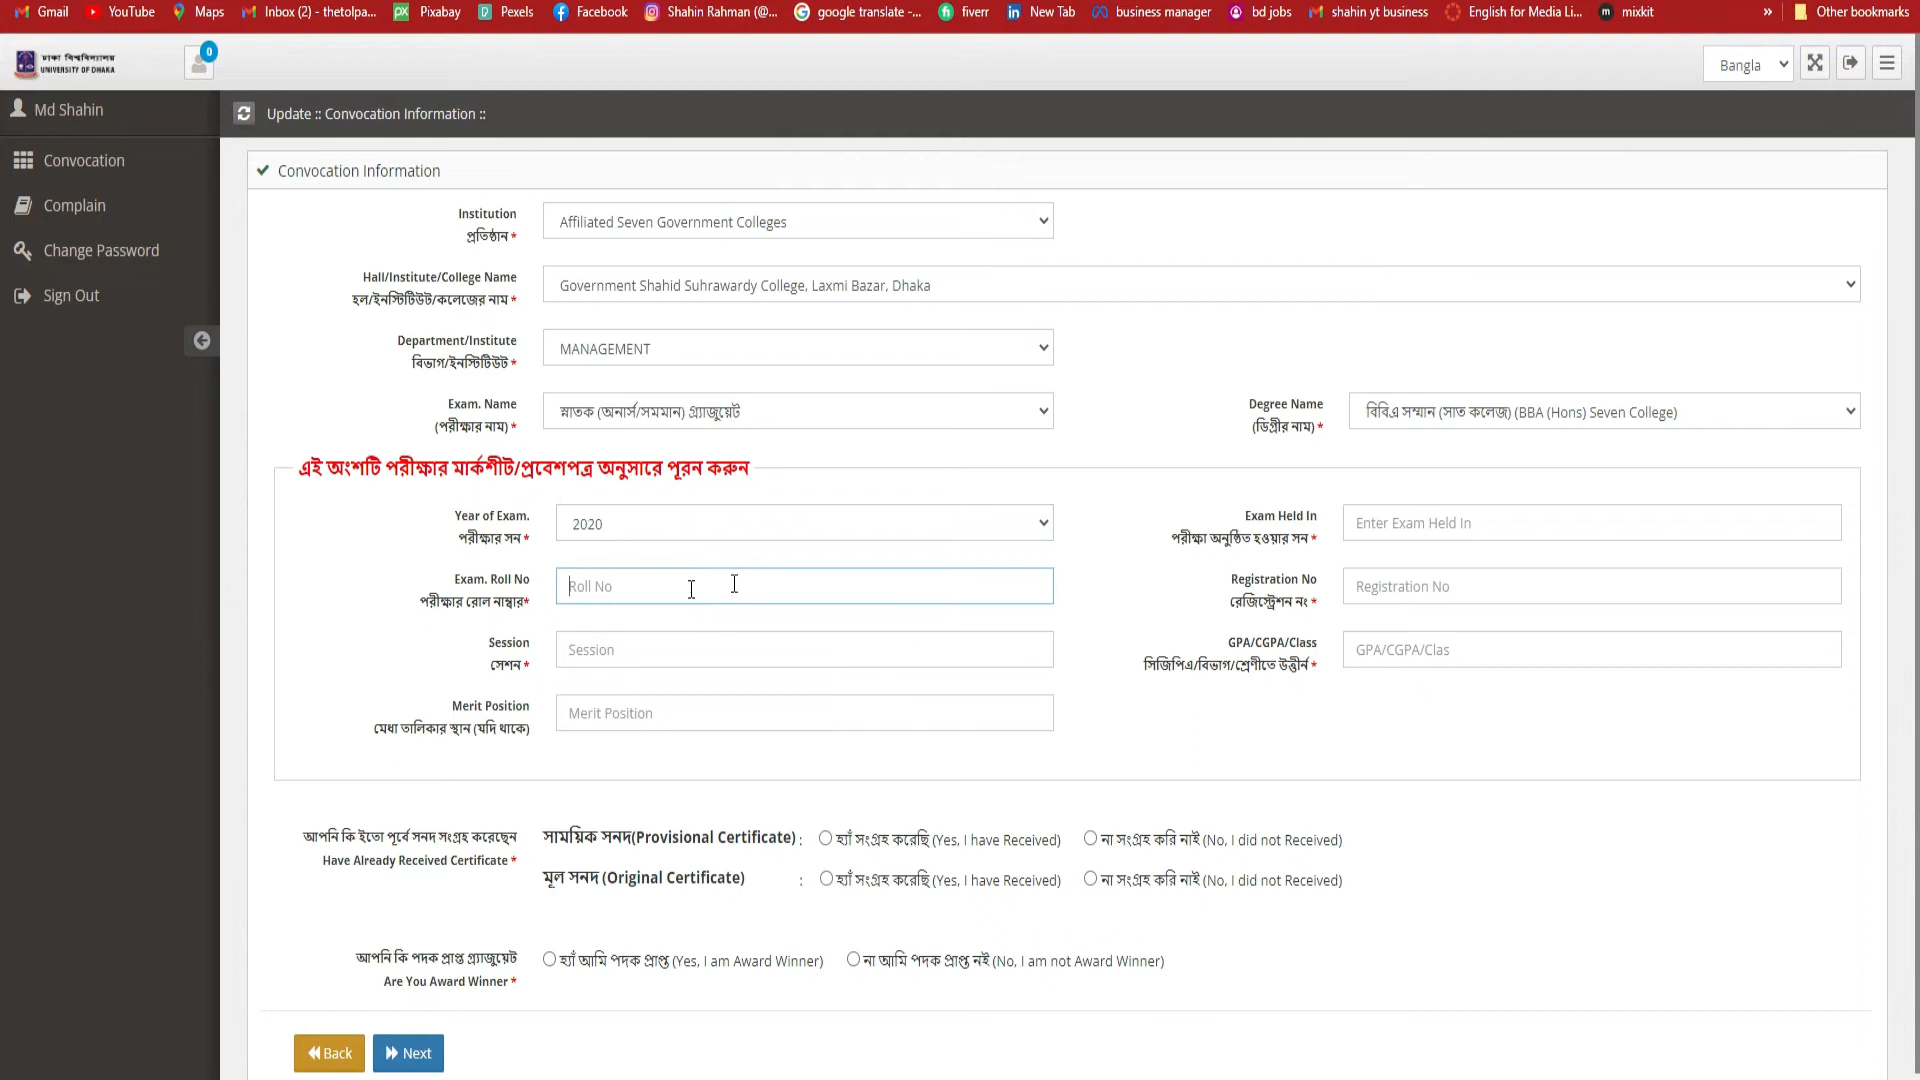 Gmail YouTube Maps Inbox (2) - thetolpa... Pixabay Pexels Facebook Shahin Rahman (@... google translate -... fiverr New Tab business manager bd jobs shahin yt business English for Media Li... mixkit » Other bookmarks
ঢাকা বিশ্ববিদ্যালয়
UNIVERSITY OF DHAKA
0
Bangla
Md Shahin
Update :: Convocation Information ::
Convocation
Complain
Change Password
Sign Out
Convocation Information
Institution
প্রতিষ্ঠান *
Affiliated Seven Government Colleges
Hall/Institute/College Name
হল/ইনস্টিটিউট/কলেজের নাম *
Government Shahid Suhrawardy College, Laxmi Bazar, Dhaka
Department/Institute
বিভাগ/ইনস্টিটিউট *
MANAGEMENT
Exam. Name
(পরীক্ষার নাম) *
স্নাতক (অনার্স/সমমান) গ্র্যাজুয়েট
Degree Name
(ডিগ্রীর নাম) *
বিবিএ সম্মান (সাত কলেজ) (BBA (Hons) Seven College)
এই অংশটি পরীক্ষার মার্কশীট/প্রবেশপত্র অনুসারে পূরন করুন
Year of Exam.
পরীক্ষার সন *
2020
Exam Held In
পরীক্ষা অনুষ্ঠিত হওয়ার সন *
Enter Exam Held In
Exam. Roll No
পরীক্ষার রোল নাম্বার*
Roll No
Registration No
রেজিস্ট্রেশন নং *
Registration No
Session
সেশন *
Session
GPA/CGPA/Class
সিজিপিএ/বিভাগ/শ্রেণীতে উত্তীর্ন *
GPA/CGPA/Clas
Merit Position
মেধা তালিকার স্থান (যদি থাকে)
Merit Position
আপনি কি ইতো পূর্বে সনদ সংগ্রহ করেছেন
Have Already Received Certificate *
সাময়িক সনদ(Provisional Certificate) : হ্যাঁ সংগ্রহ করেছি (Yes, I have Received) না সংগ্রহ করি নাই (No, I did not Received)
মূল সনদ (Original Certificate) : হ্যাঁ সংগ্রহ করেছি (Yes, I have Received) না সংগ্রহ করি নাই (No, I did not Received)
আপনি কি পদক প্রাপ্ত গ্র্যাজুয়েট
Are You Award Winner *
হ্যাঁ আমি পদক প্রাপ্ত (Yes, I am Award Winner) না আমি পদক প্রাপ্ত নই (No, I am not Award Winner)
Back Next